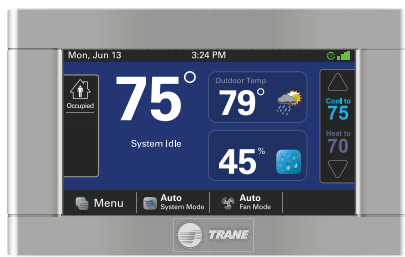 Mon, Jun 13 3:24 PM
75°
System Idle
Occupied
Outdoor Temp
79°
45%
Cool to
75
Heat to
70
Menu
Auto
System Mode
Auto
Fan Mode
TRANE